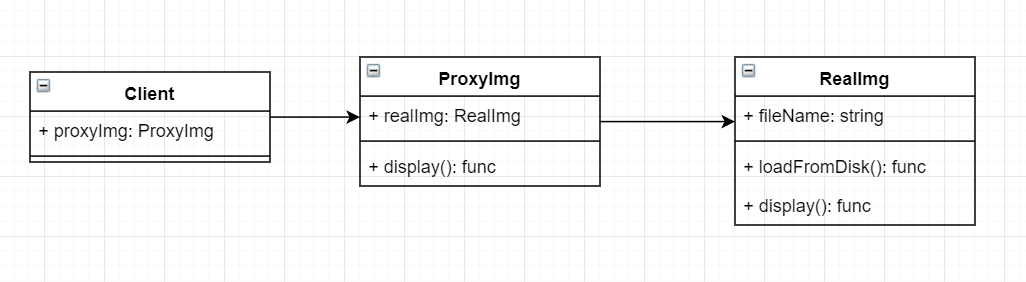 Client
+ proxyImg: ProxyImg
ProxyImg
+ realImg: RealImg
+ display(): func
RealImg
+ fileName: string
+ loadFromDisk(): func
+ display(): func